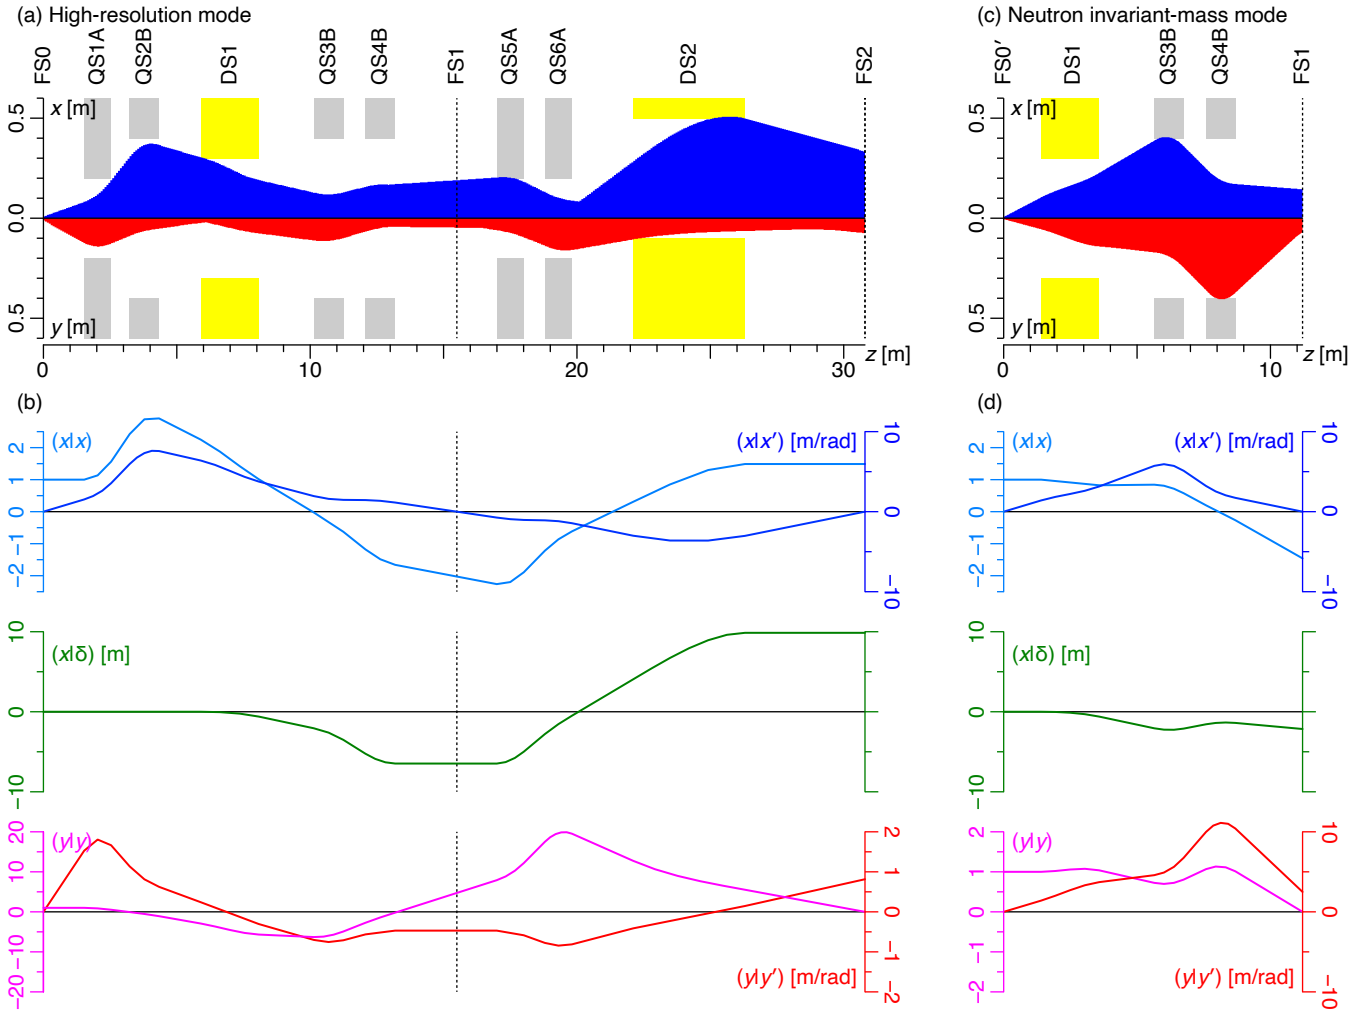 (a) High-resolution mode
FS0 QS1A QS2B DS1 QS3B QS4B FS1 QS5A QS6A DS2 FS2
x [m]
0.5
0.0
0.5
y [m]
0 10 20 30
z [m]
(c) Neutron invariant-mass mode
FS0′ DS1 QS3B QS4B FS1
x [m]
0.5
0.0
0.5
y [m]
0 10
z [m]
(b)
(x|x) (x|x′) [m/rad]
2 1 0 −1 −2
10 0 −10
(x|δ) [m]
10 0 −10
(y|y)
20 10 0 −10 −20
2 1 0 −1 −2
(y|y′) [m/rad]
(d)
(x|x) (x|x′) [m/rad]
2 1 0 −1 −2
10 0 −10
(x|δ) [m]
10 0 −10
(y|y)
2 1 0 −1 −2
10 0 −10
(y|y′) [m/rad]